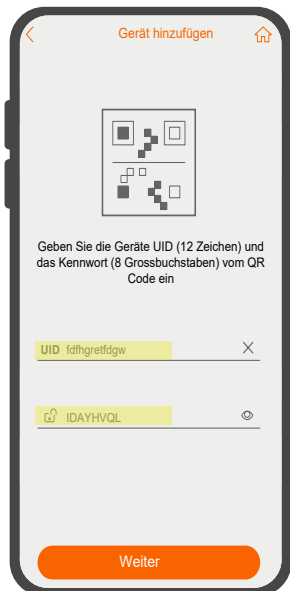 Gerät hinzufügen
Geben Sie die Geräte UID (12 Zeichen) und
das Kennwort (8 Grossbuchstaben) vom QR
Code ein
UID fdfhgretfdgw
IDAYHVQL
Weiter